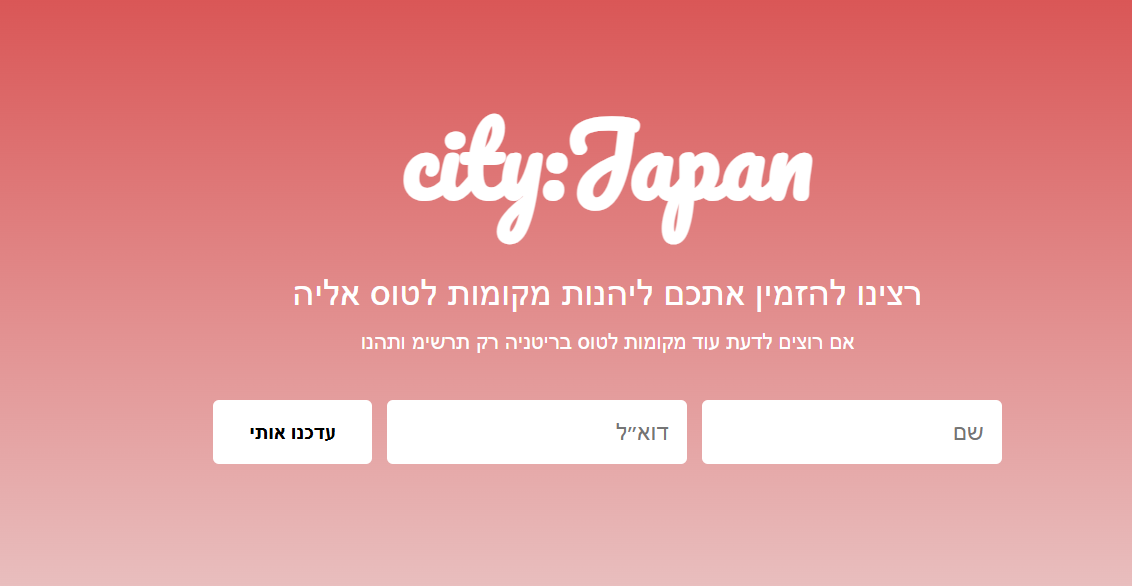 city:Japan
רצינו להזמין אתכם ליהנות מקומות לטוס אליה
אם רוצים לדעת עוד מקומות לטוס בריטניה רק תרשימ ותהנו
שם דוא״ל עדכנו אותי